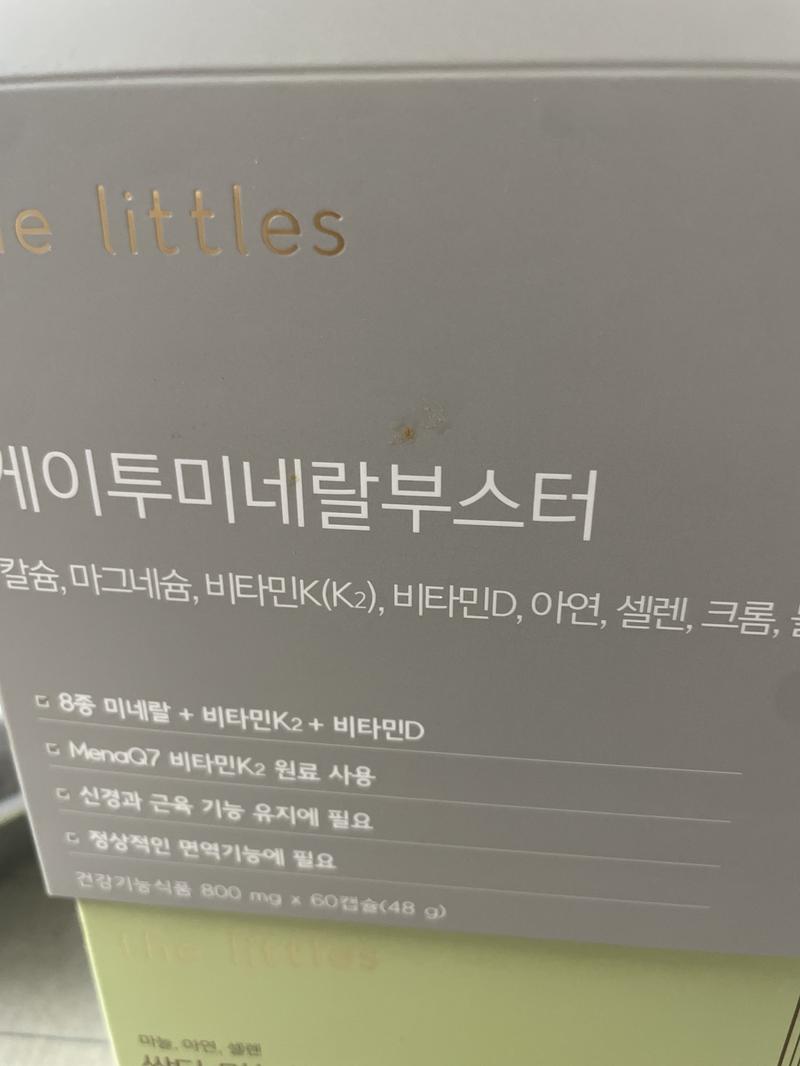 the littles
케이투미네랄부스터
칼슘, 마그네슘, 비타민K(K₂), 비타민D, 아연, 셀렌, 크롬,
8종 미네랄 + 비타민K₂ + 비타민D
MenaQ7 비타민K₂ 원료 사용
신경과 근육 기능 유지에 필요
정상적인 면역기능에 필요
건강기능식품 800 mg x 60캡슐(48 g)
the littles
마늘, 아연, 셀렌